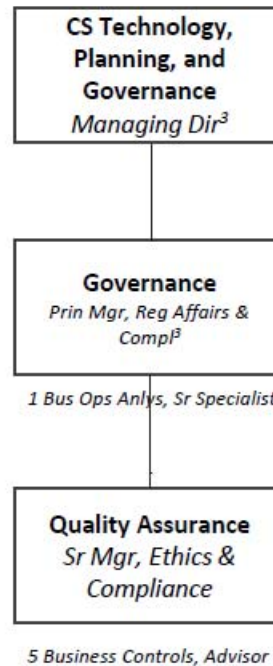 CS Technology,
Planning, and
Governance
Managing Dir³
Governance
Prin Mgr, Reg Affairs &
Compl³
1 Bus Ops Anlys, Sr Specialist
Quality Assurance
Sr Mgr, Ethics &
Compliance
5 Business Controls, Advisor